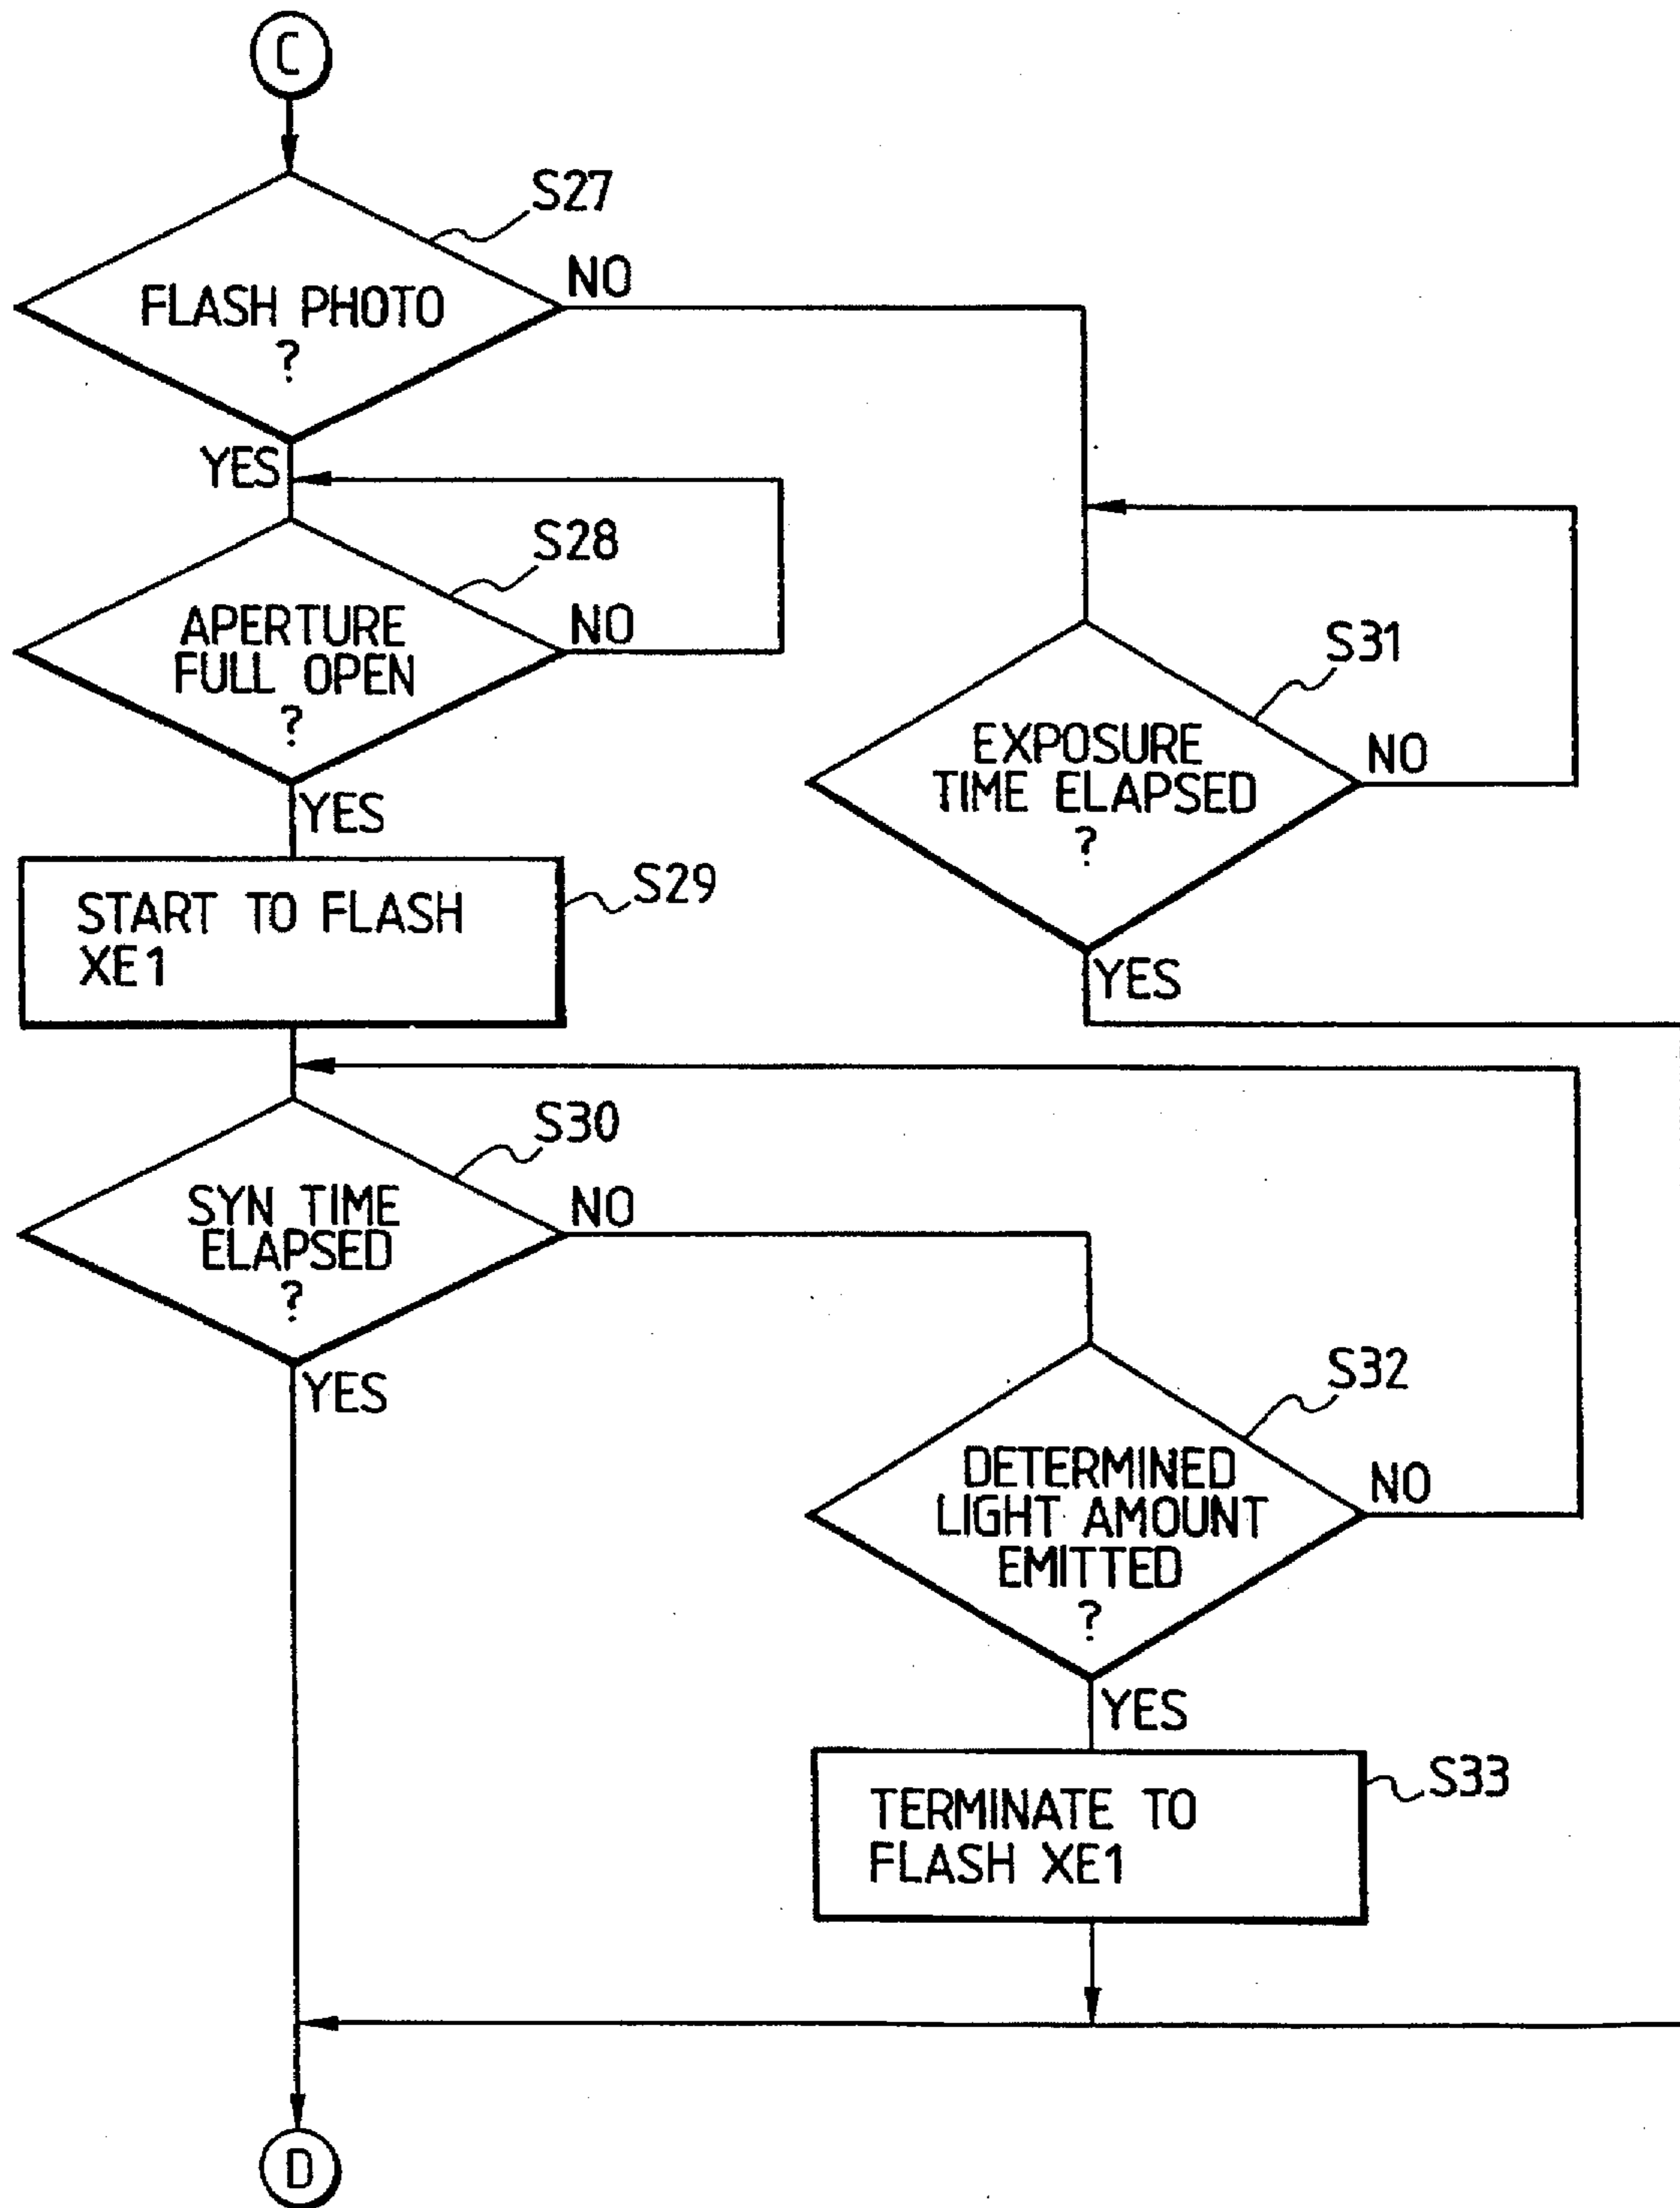 C
S27
FLASH PHOTO
?
NO
YES
S28
APERTURE
FULL OPEN
?
NO
YES
S29
START TO FLASH
XE1
S31
EXPOSURE
TIME ELAPSED
?
NO
YES
S30
SYN TIME
ELAPSED
?
NO
YES
S32
DETERMINED
LIGHT AMOUNT
EMITTED
?
NO
YES
S33
TERMINATE TO
FLASH XE1
D